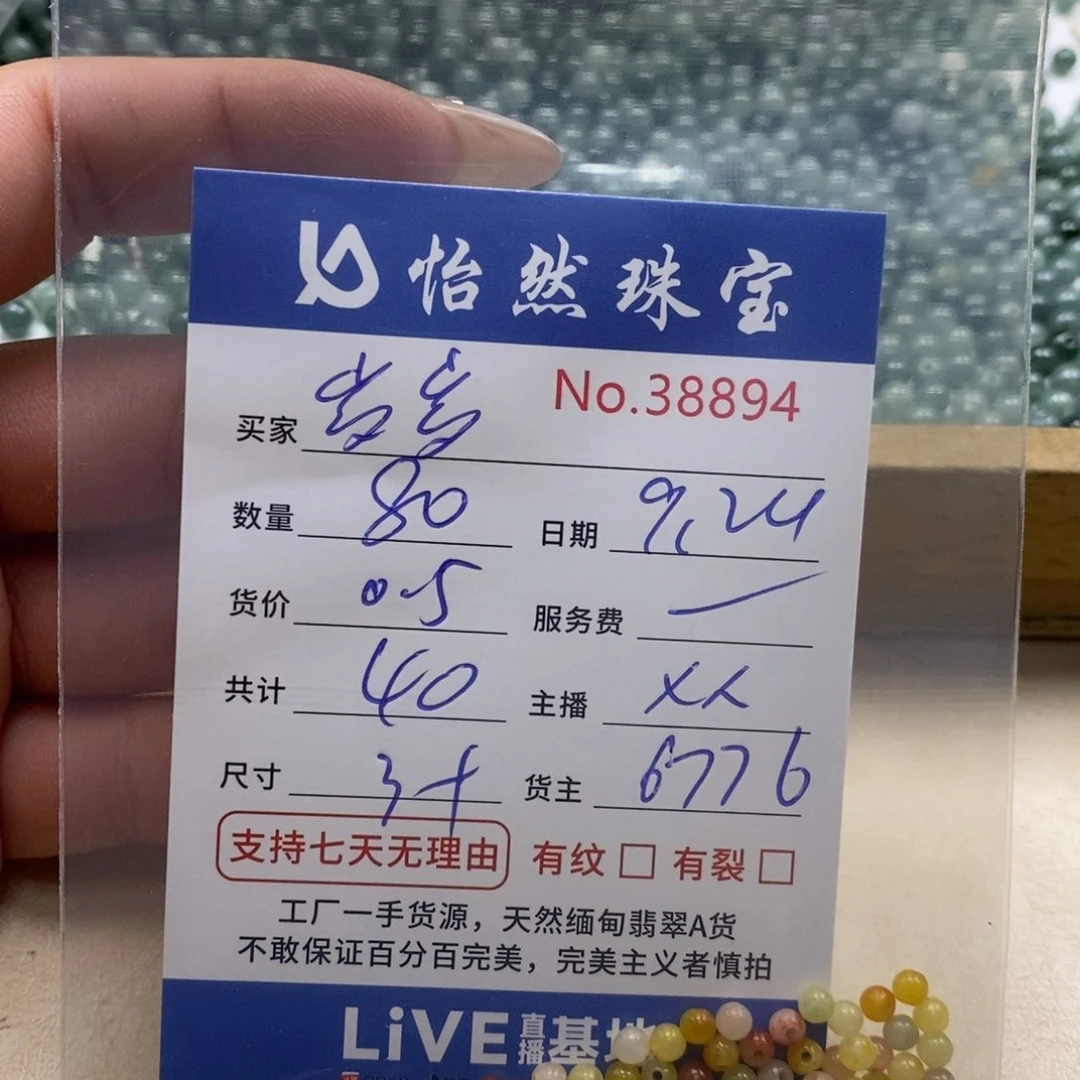 怡然珠宝
No.38894
买家
数量 80 日期 9.24
货价 0.5 服务费 —
共计 40 主播 XX
尺寸 3+ 货主 6776
支持七天无理由 有纹 □ 有裂 □
工厂一手货源，天然缅甸翡翠A货
不敢保证百分百完美，完美主义者慎拍
LiVE 直播 基地